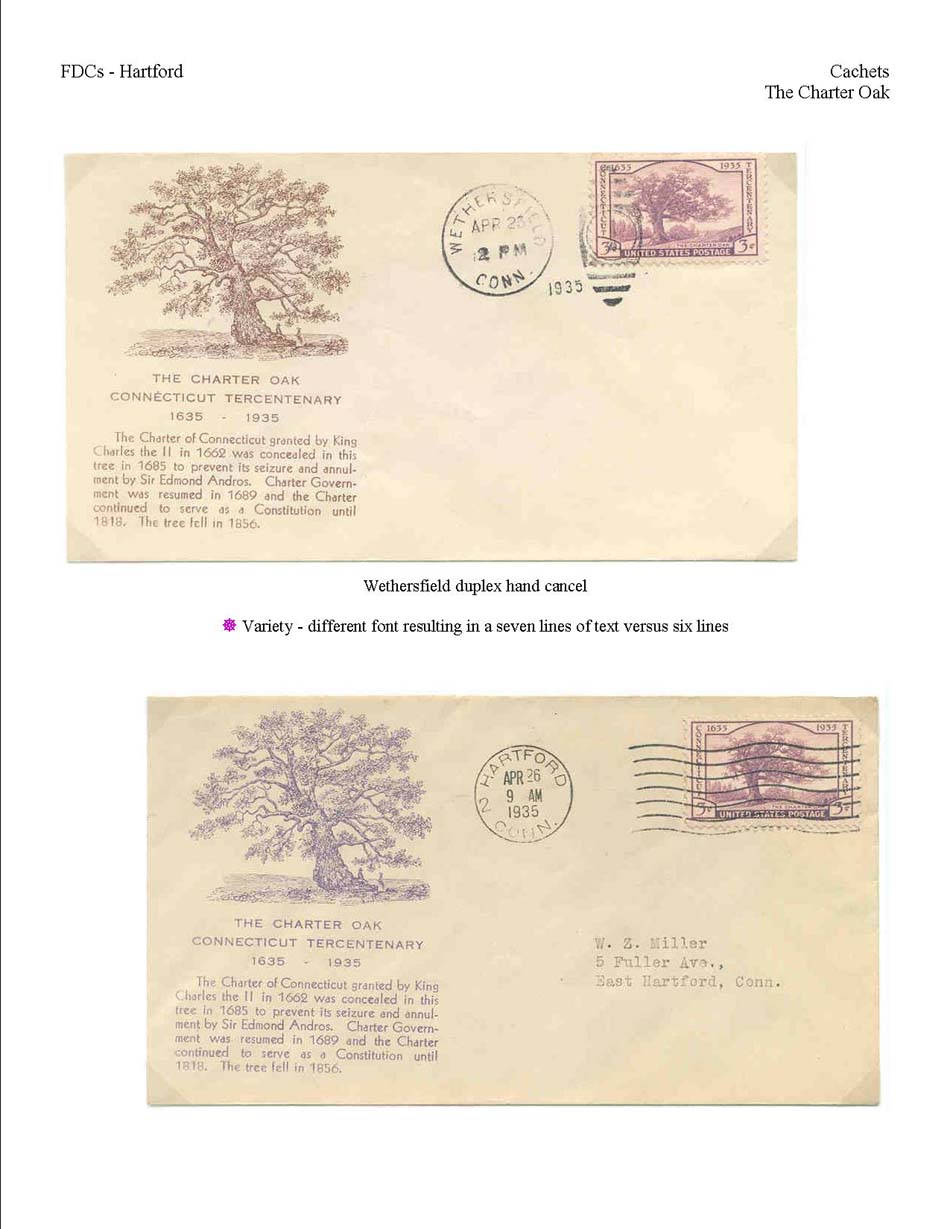 FDCs - Hartford
Cachets
The Charter Oak
WETHERSFIELD
APR 26
2 PM
CONN.
1935
1635 1935
CONNECTICUT
TERCENTENARY
THE CHARTER OAK
3¢ 3¢
UNITED STATES POSTAGE
THE CHARTER OAK
CONNECTICUT TERCENTENARY
1635 - 1935
The Charter of Connecticut granted by King
Charles the II in 1662 was concealed in this
tree in 1685 to prevent its seizure and annul-
ment by Sir Edmond Andros. Charter Govern-
ment was resumed in 1689 and the Charter
continued to serve as a Constitution until
1818. The tree fell in 1856.
Wethersfield duplex hand cancel
Variety - different font resulting in a seven lines of text versus six lines
HARTFORD
APR 26
9 AM
1935
2 CONN.
1635 1935
CONNECTICUT
TERCENTENARY
THE CHARTER
3¢ 3¢
UNITED STATES POSTAGE
THE CHARTER OAK
CONNECTICUT TERCENTENARY
1635 - 1935
The Charter of Connecticut granted by King
Charles the II in 1662 was concealed in this
tree in 1685 to prevent its seizure and annul-
ment by Sir Edmond Andros. Charter Govern-
ment was resumed in 1689 and the Charter
continued to serve as a Constitution until
1818. The tree fell in 1856.
W. Z. Miller
5 Fuller Ave.,
East Hartford, Conn.